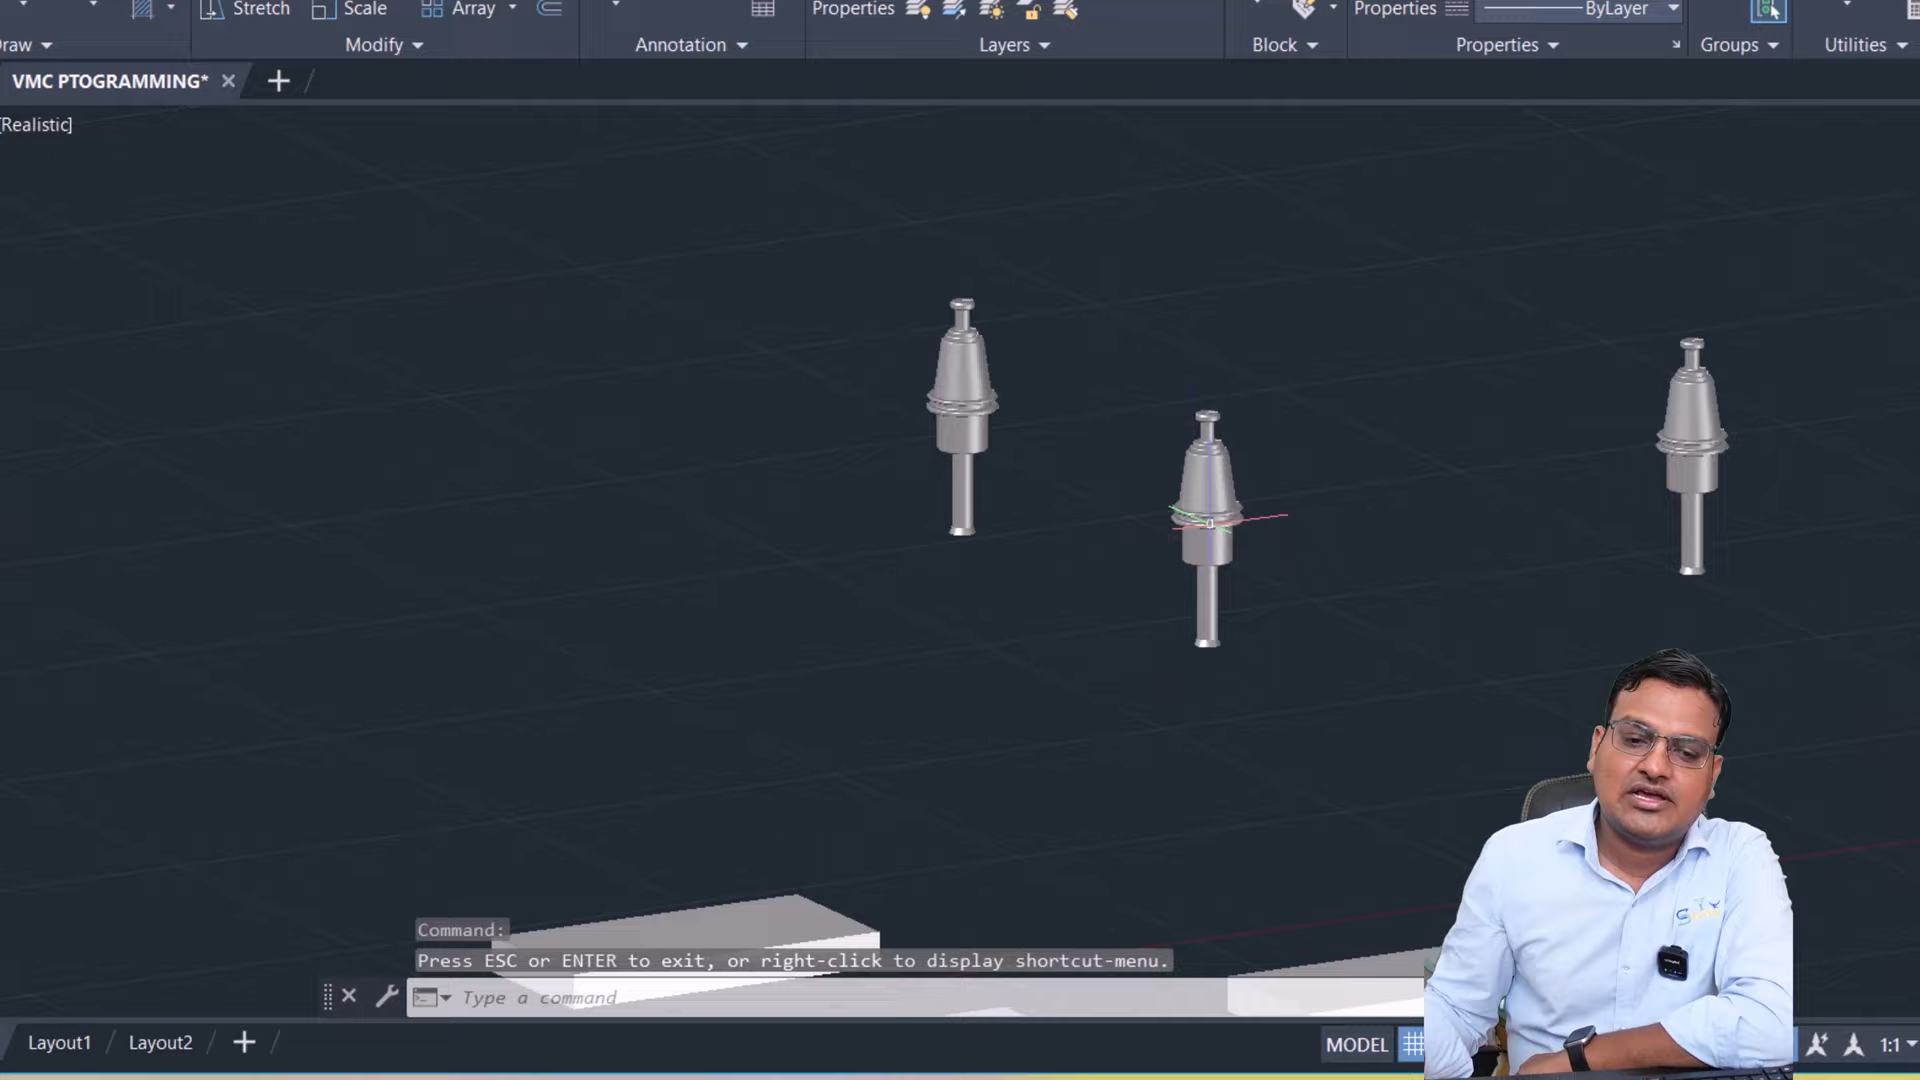 Stretch Scale Array Properties Properties ByLayer
raw Modify Annotation Layers Block Properties Groups Utilities
VMC PTOGRAMMING*
[Realistic]
Command:
Press ESC or ENTER to exit, or right-click to display shortcut-menu.
Type a command
Layout1 Layout2 MODEL 1:1